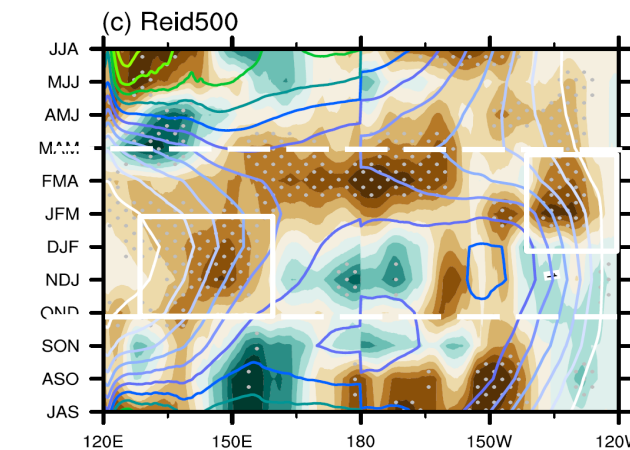 (c) Reid500
JJA
MJJ
AMJ
MAM
FMA
JFM
DJF
NDJ
OND
SON
ASO
JAS
120E 150E 180 150W 120W